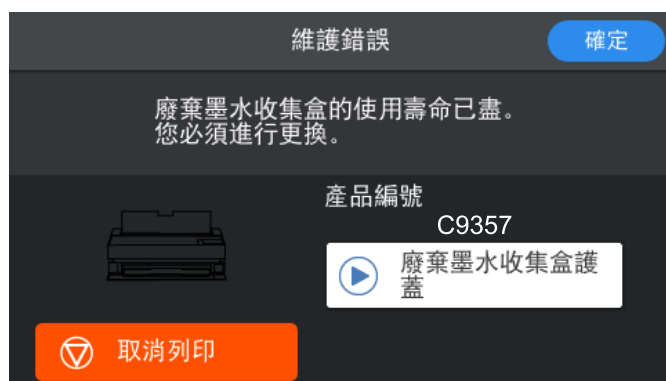 維護錯誤
確定
廢棄墨水收集盒的使用壽命已盡。
您必須進行更換。
產品編號
C9357
廢棄墨水收集盒護
蓋
取消列印